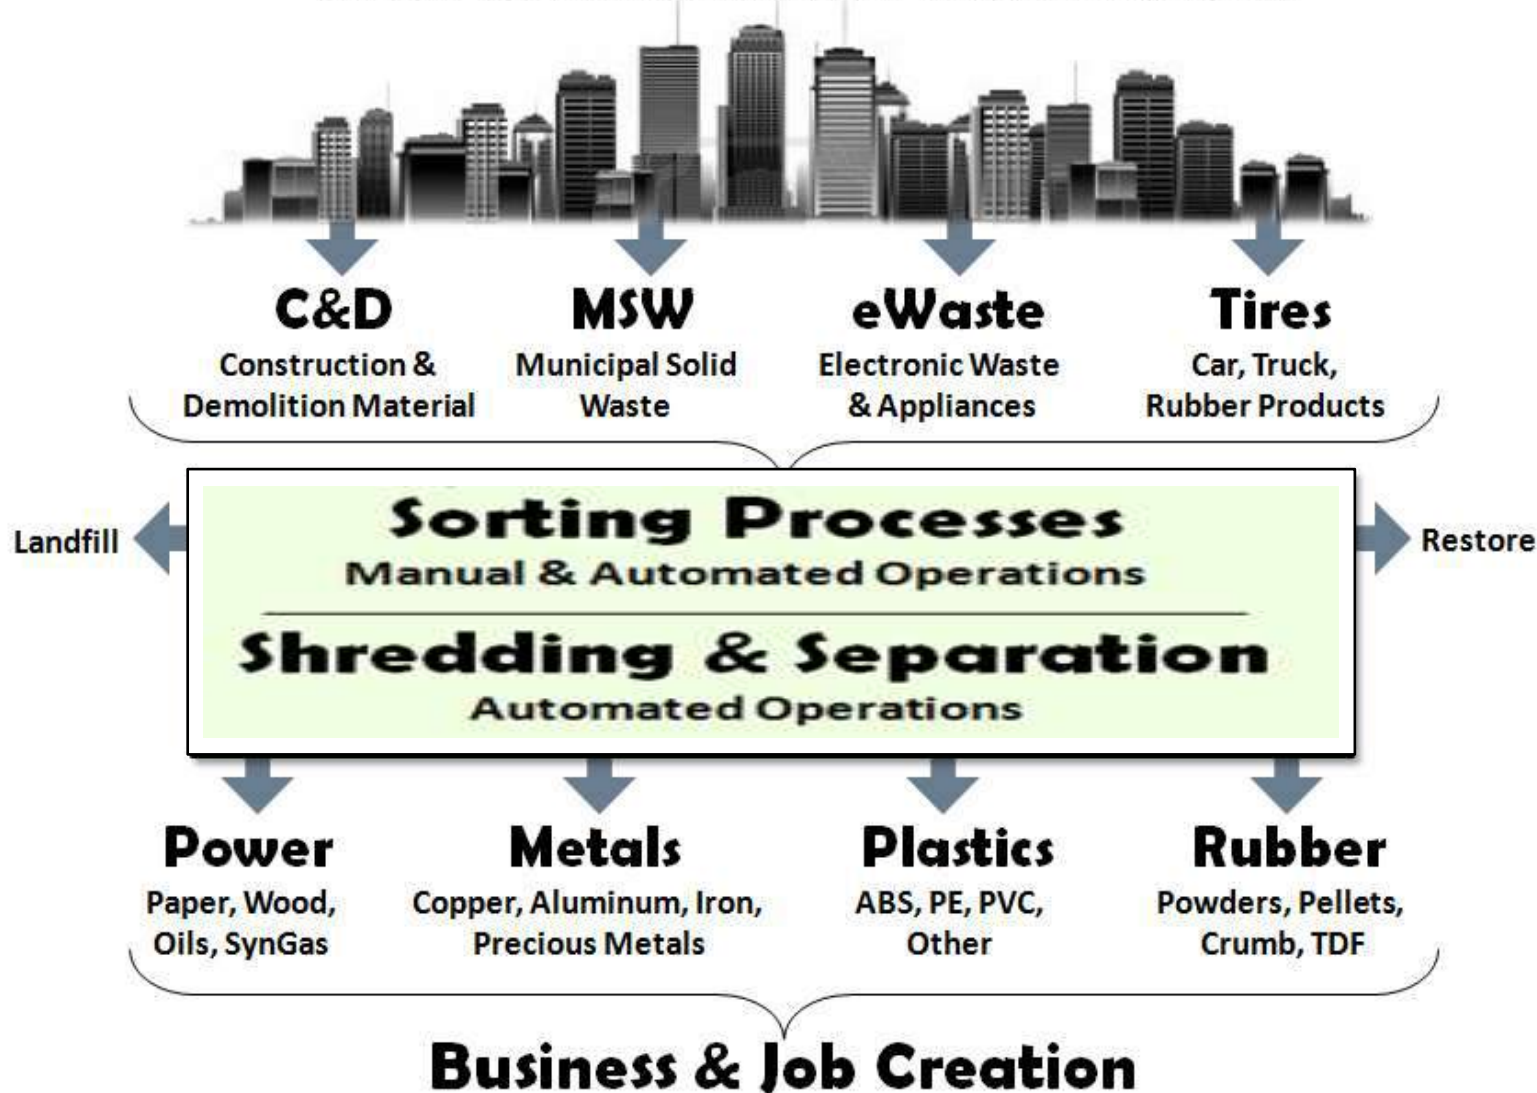 C&D
Construction &
Demolition Material
MSW
Municipal Solid
Waste
eWaste
Electronic Waste
& Appliances
Tires
Car, Truck,
Rubber Products
Landfill
Sorting Processes
Manual & Automated Operations
Restore
Shredding & Separation
Automated Operations
Power
Paper, Wood,
Oils, SynGas
Metals
Copper, Aluminum, Iron,
Precious Metals
Plastics
ABS, PE, PVC,
Other
Rubber
Powders, Pellets,
Crumb, TDF
Business & Job Creation